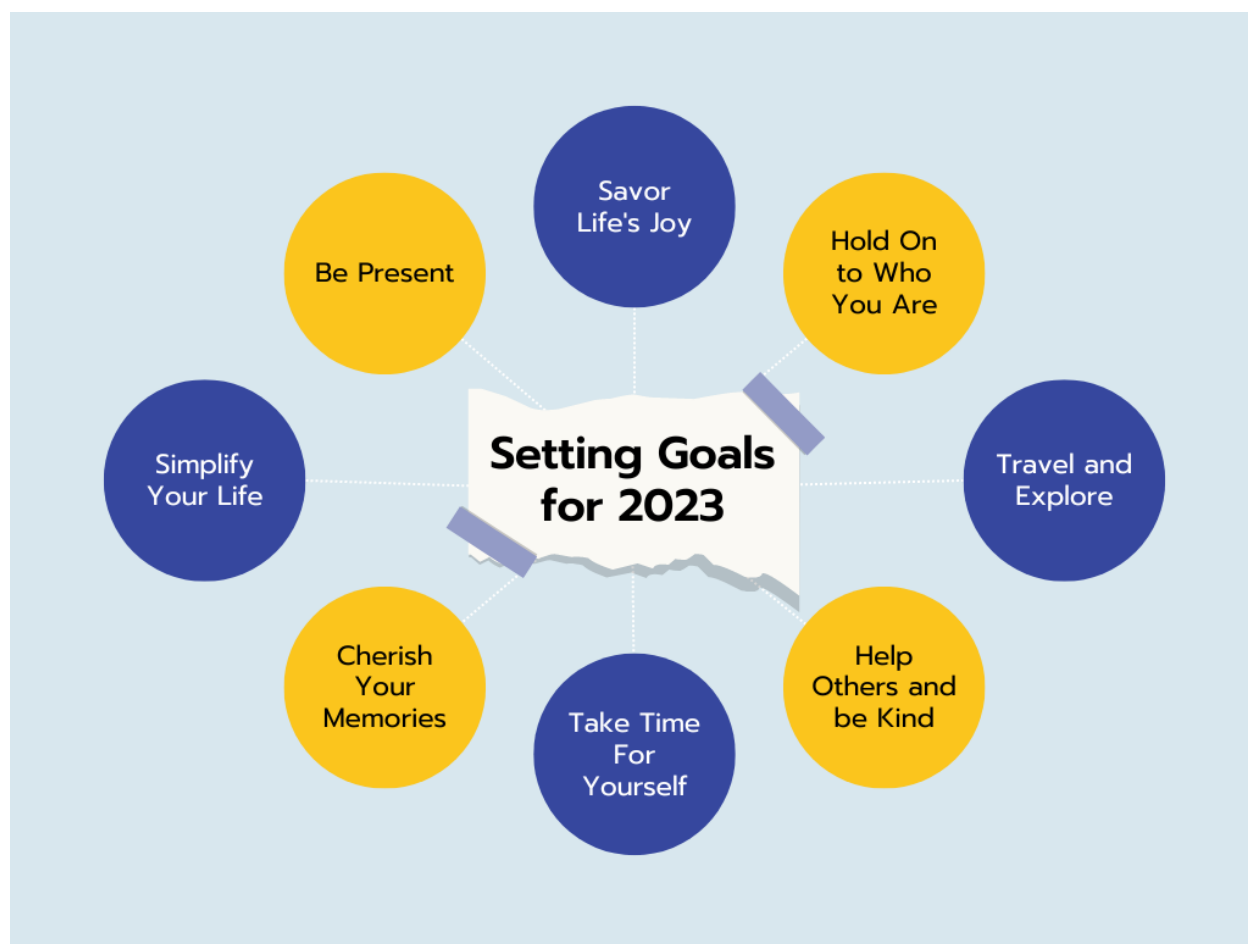 Savor
Life's Joy
Hold On
to Who
You Are
Be Present
Setting Goals
for 2023
Simplify
Your Life
Travel and
Explore
Cherish
Your
Memories
Help
Others and
be Kind
Take Time
For
Yourself